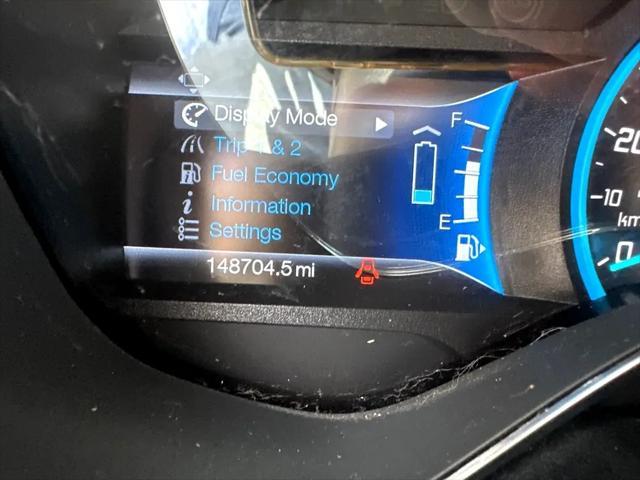 Display Mode
Trip 1 & 2
Fuel Economy
Information
Settings
148704.5 mi
F
E
20
10
km
0